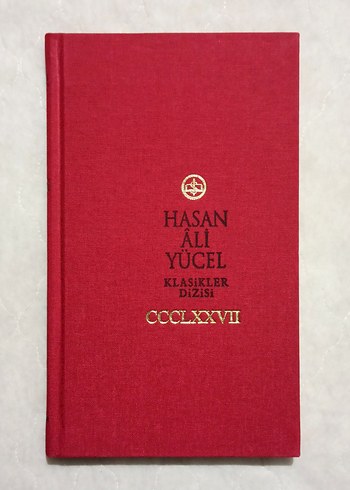 HASAN
ÂLİ
YÜCEL
KLASİKLER
DİZİSİ
CCCLXXVII